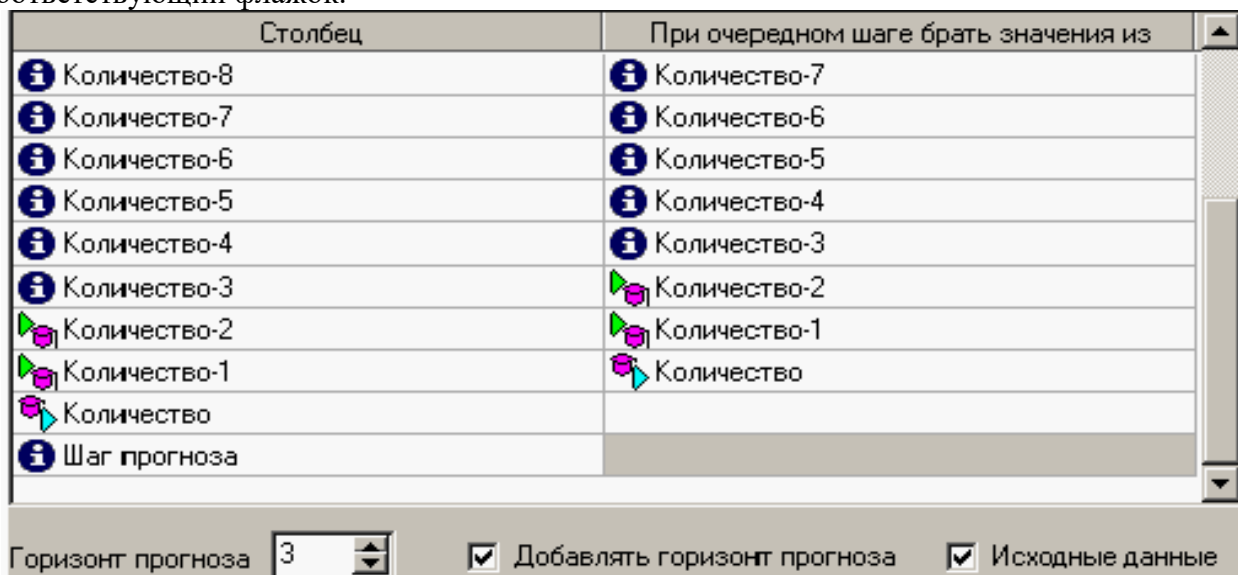 соответствующий флажок.
Столбец При очередном шаге брать значения из
Количество-8 Количество-7
Количество-7 Количество-6
Количество-6 Количество-5
Количество-5 Количество-4
Количество-4 Количество-3
Количество-3 Количество-2
Количество-2 Количество-1
Количество-1 Количество
Количество
Шаг прогноза
Горизонт прогноза 3 Добавлять горизонт прогноза Исходные данные